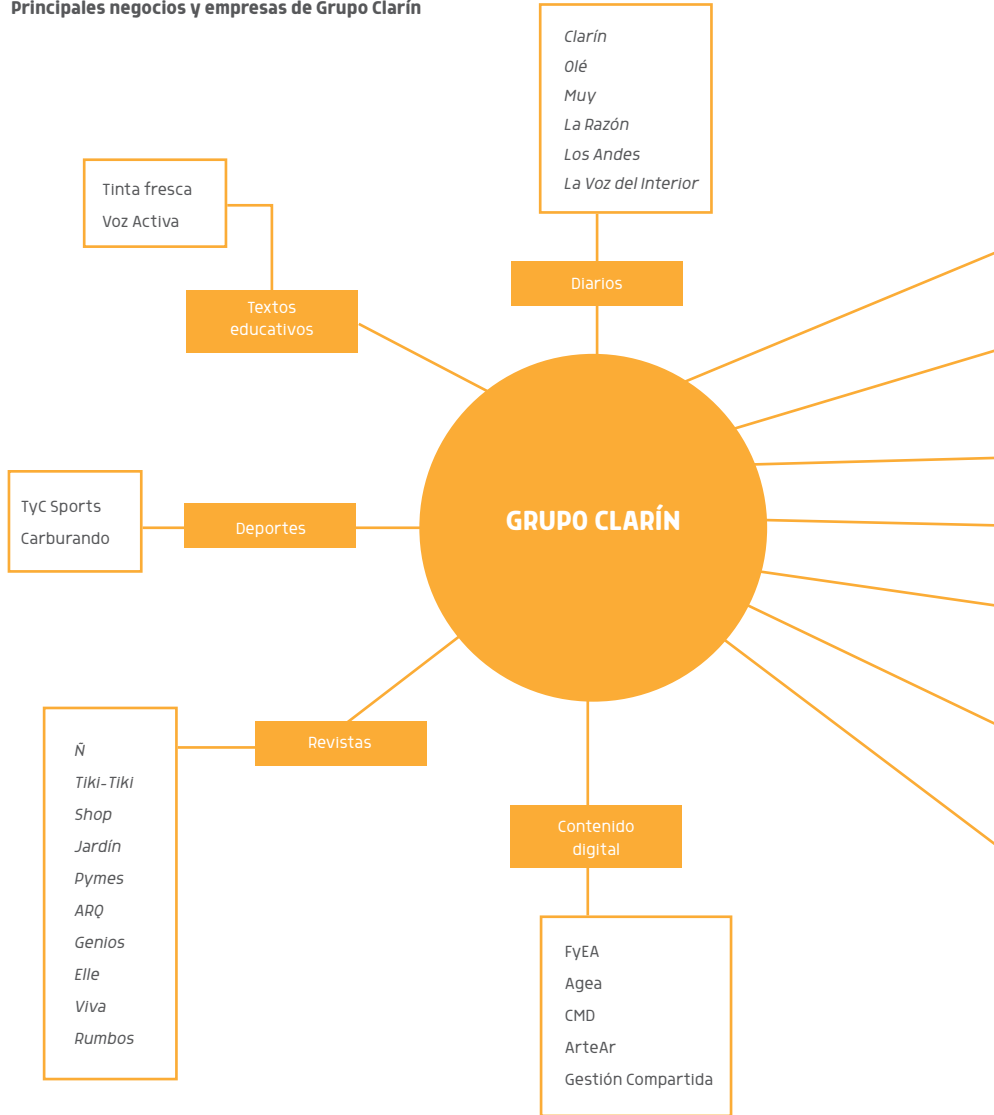 Principales negocios y empresas de Grupo Clarín
Clarín
Olé
Muy
La Razón
Los Andes
La Voz del Interior
Diarios
Tinta fresca
Voz Activa
Textos
educativos
TyC Sports
Carburando
Deportes
GRUPO CLARÍN
Ñ
Tiki-Tiki
Shop
Jardín
Pymes
ARQ
Genios
Elle
Viva
Rumbos
Revistas
Contenido
digital
FyEA
Agea
CMD
ArteAr
Gestión Compartida